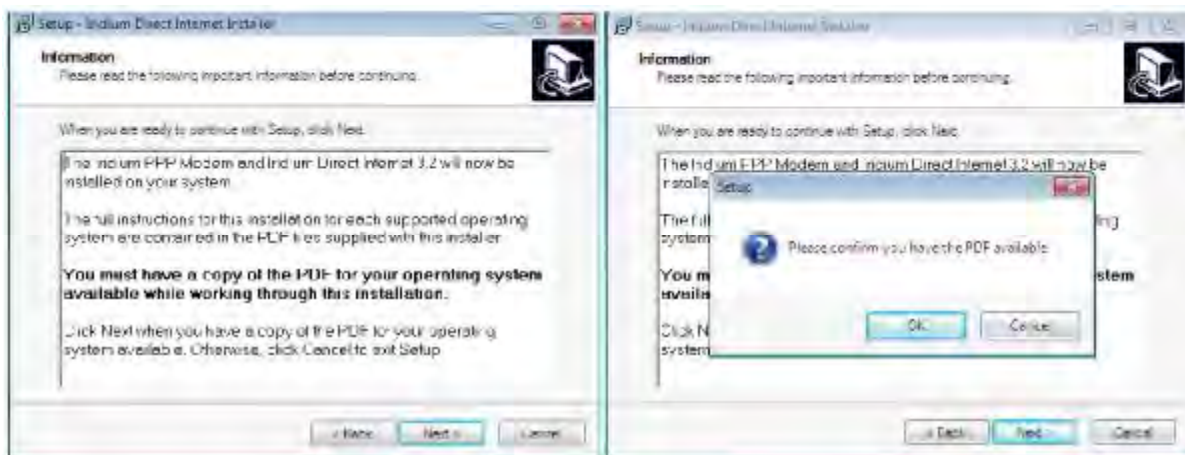 Setup - Iridium Direct Internet Installer
Information
Please read the following important information before continuing.
When you are ready to continue with Setup, click Next.
The Iridium PPP Modem and Iridium Direct Internet 3.2 will now be
installed on your system
The full instructions for this installation for each supported operating
system are contained in the PDF files supplied with this installer
You must have a copy of the PDF for your operating system
available while working through this installation.
Click Next when you have a copy of the PDF for your operating
system available. Otherwise, click Cancel to exit Setup
< Back
Next >
Cancel
Setup - Iridium Direct Internet Installer
Information
Please read the following important information before continuing.
When you are ready to continue with Setup, click Next.
The Iridium PPP Modem and Iridium Direct Internet 3.2 will now be
installe
Setup
The full
ng
system
Please confirm you have the PDF available
You m
stem
availa
Click N
OK
Cancel
system
< Back
Next >
Cancel